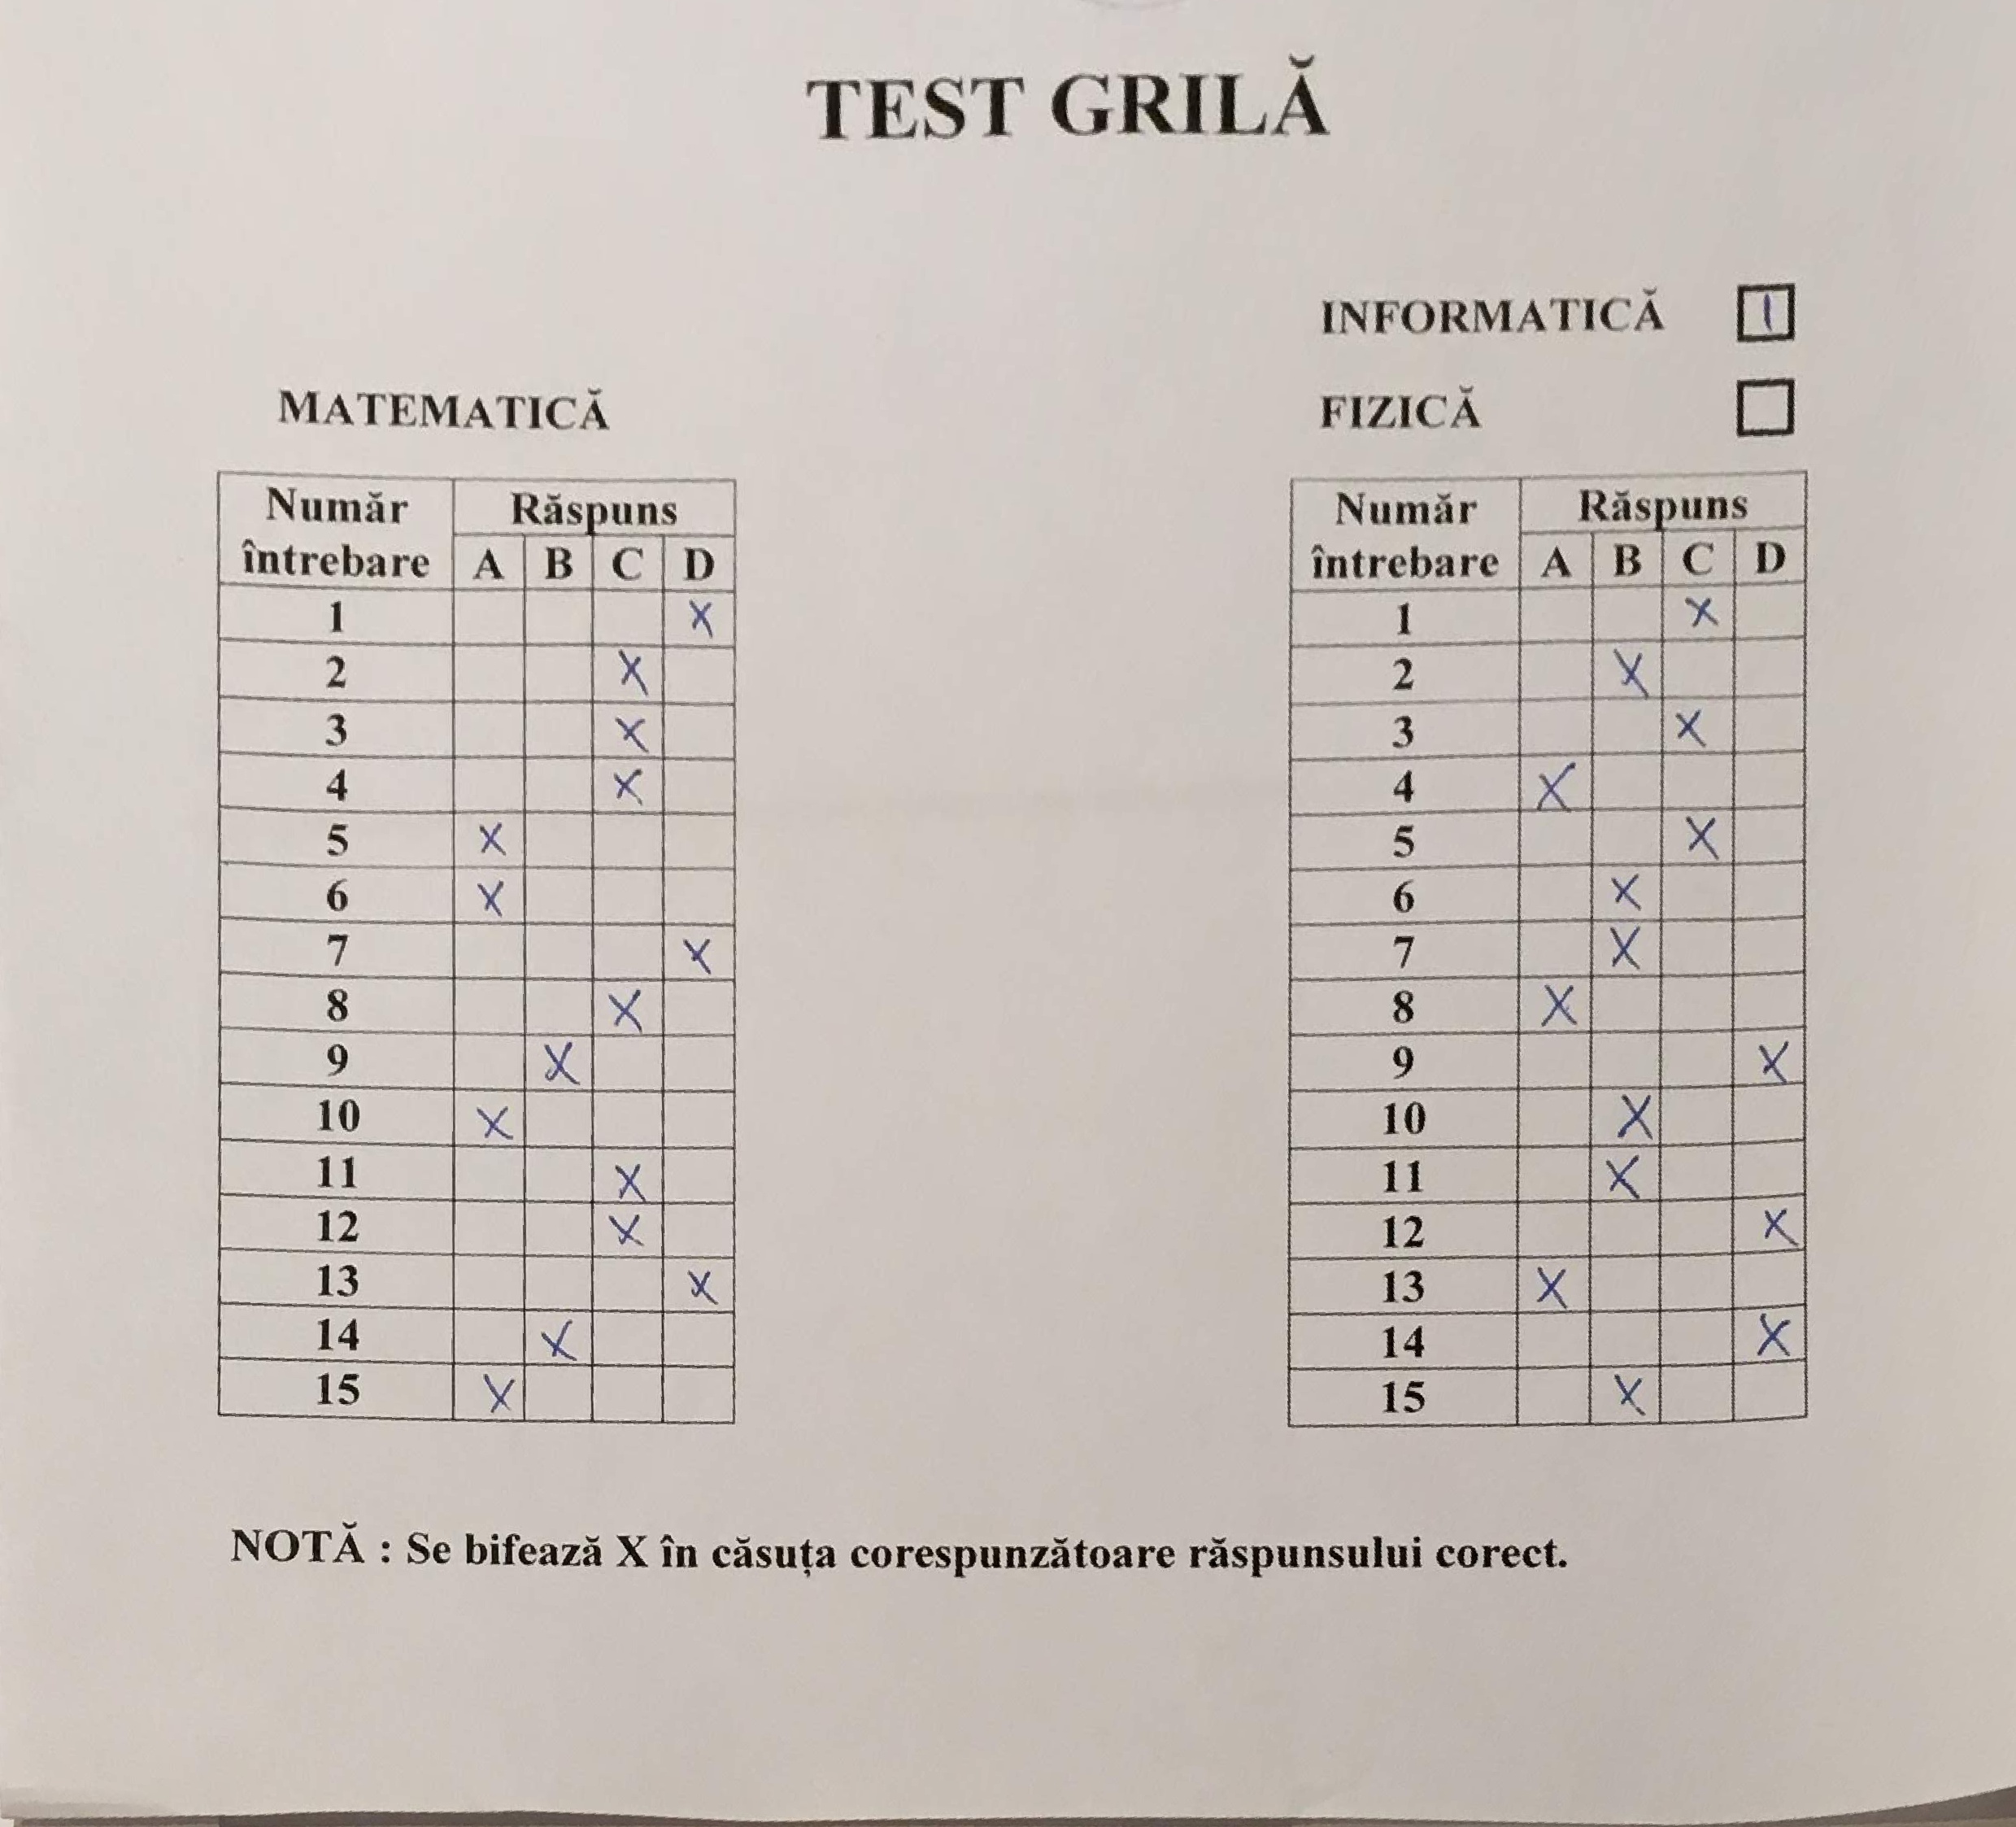 TEST GRILĂ
INFORMATICĂ 1
MATEMATICĂ
FIZICĂ
Număr întrebare Răspuns
A B C D
1 X
2 X
3 X
4 X
5 X
6 X
7 X
8 X
9 X
10 X
11 X
12 X
13 X
14 X
15 X
Număr întrebare Răspuns
A B C D
1 X
2 X
3 X
4 X
5 X
6 X
7 X
8 X
9 X
10 X
11 X
12 X
13 X
14 X
15 X
NOTĂ : Se bifează X în căsuța corespunzătoare răspunsului corect.